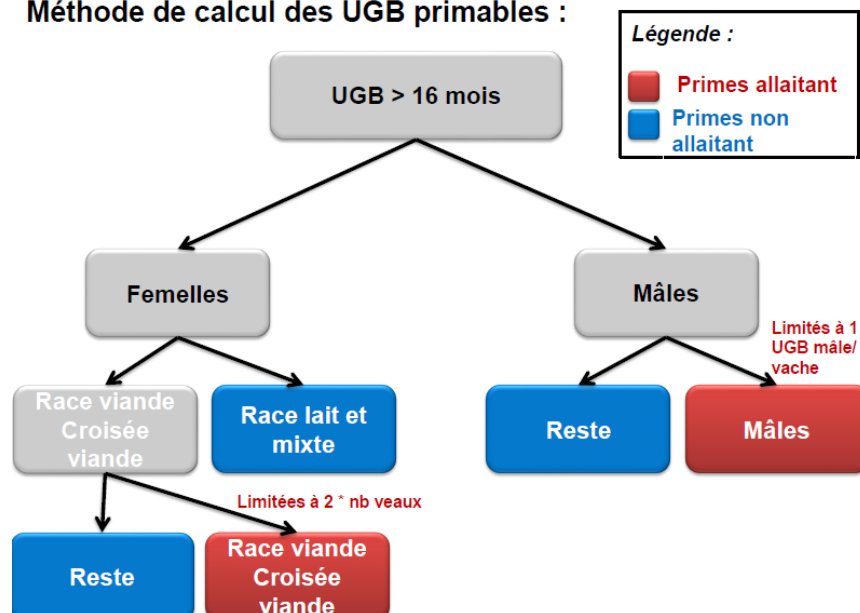 Méthode de calcul des UGB primables :
Légende :
Primes allaitant
Primes non
allaitant
UGB > 16 mois
Femelles
Mâles
Limités à 1
UGB mâle/
vache
Race viande
Croisée
viande
Race lait et
mixte
Reste
Mâles
Limitées à 2 * nb veaux
Reste
Race viande
Croisée
viande